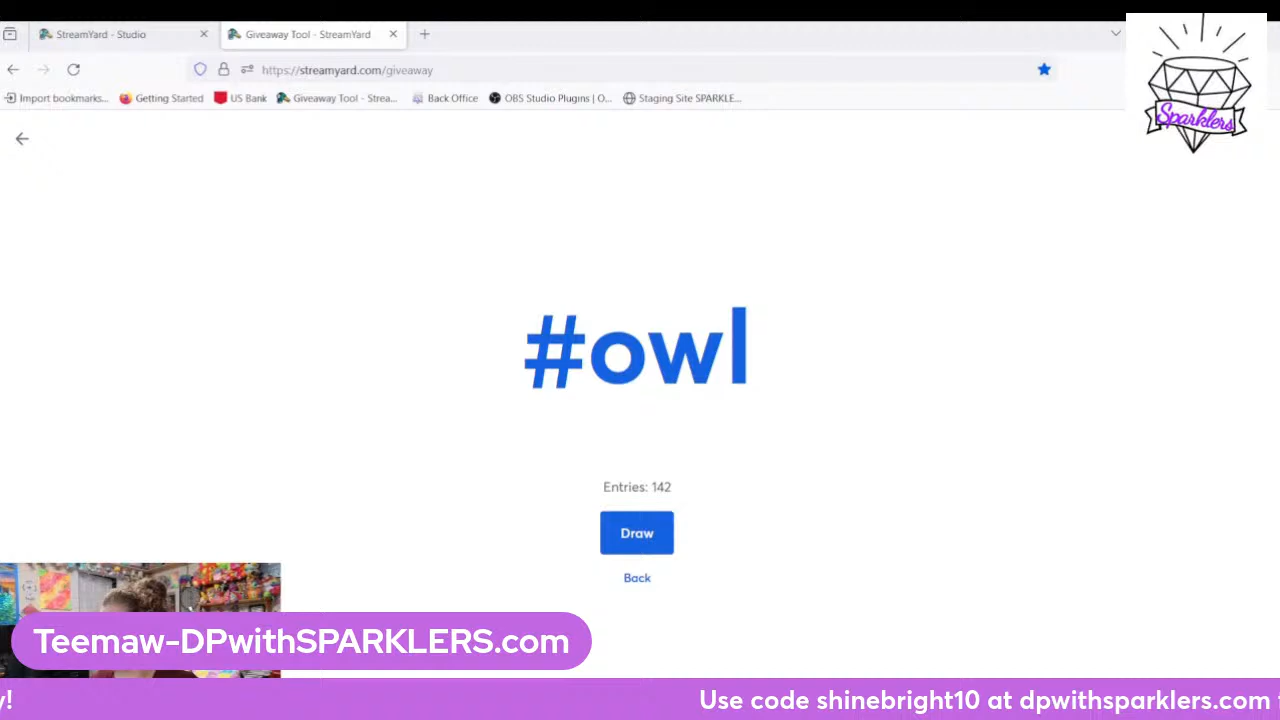 StreamYard - Studio
Giveaway Tool - StreamYard
https://streamyard.com/giveaway
Import bookmarks...
Getting Started
US Bank
Giveaway Tool - Strea...
Back Office
OBS Studio Plugins | O...
Staging Site SPARKLE...
Sparklers
#owl
Entries: 142
Draw
Back
Teemaw-DPwithSPARKLERS.com
y!
Use code shinebright10 at dpwithsparklers.com